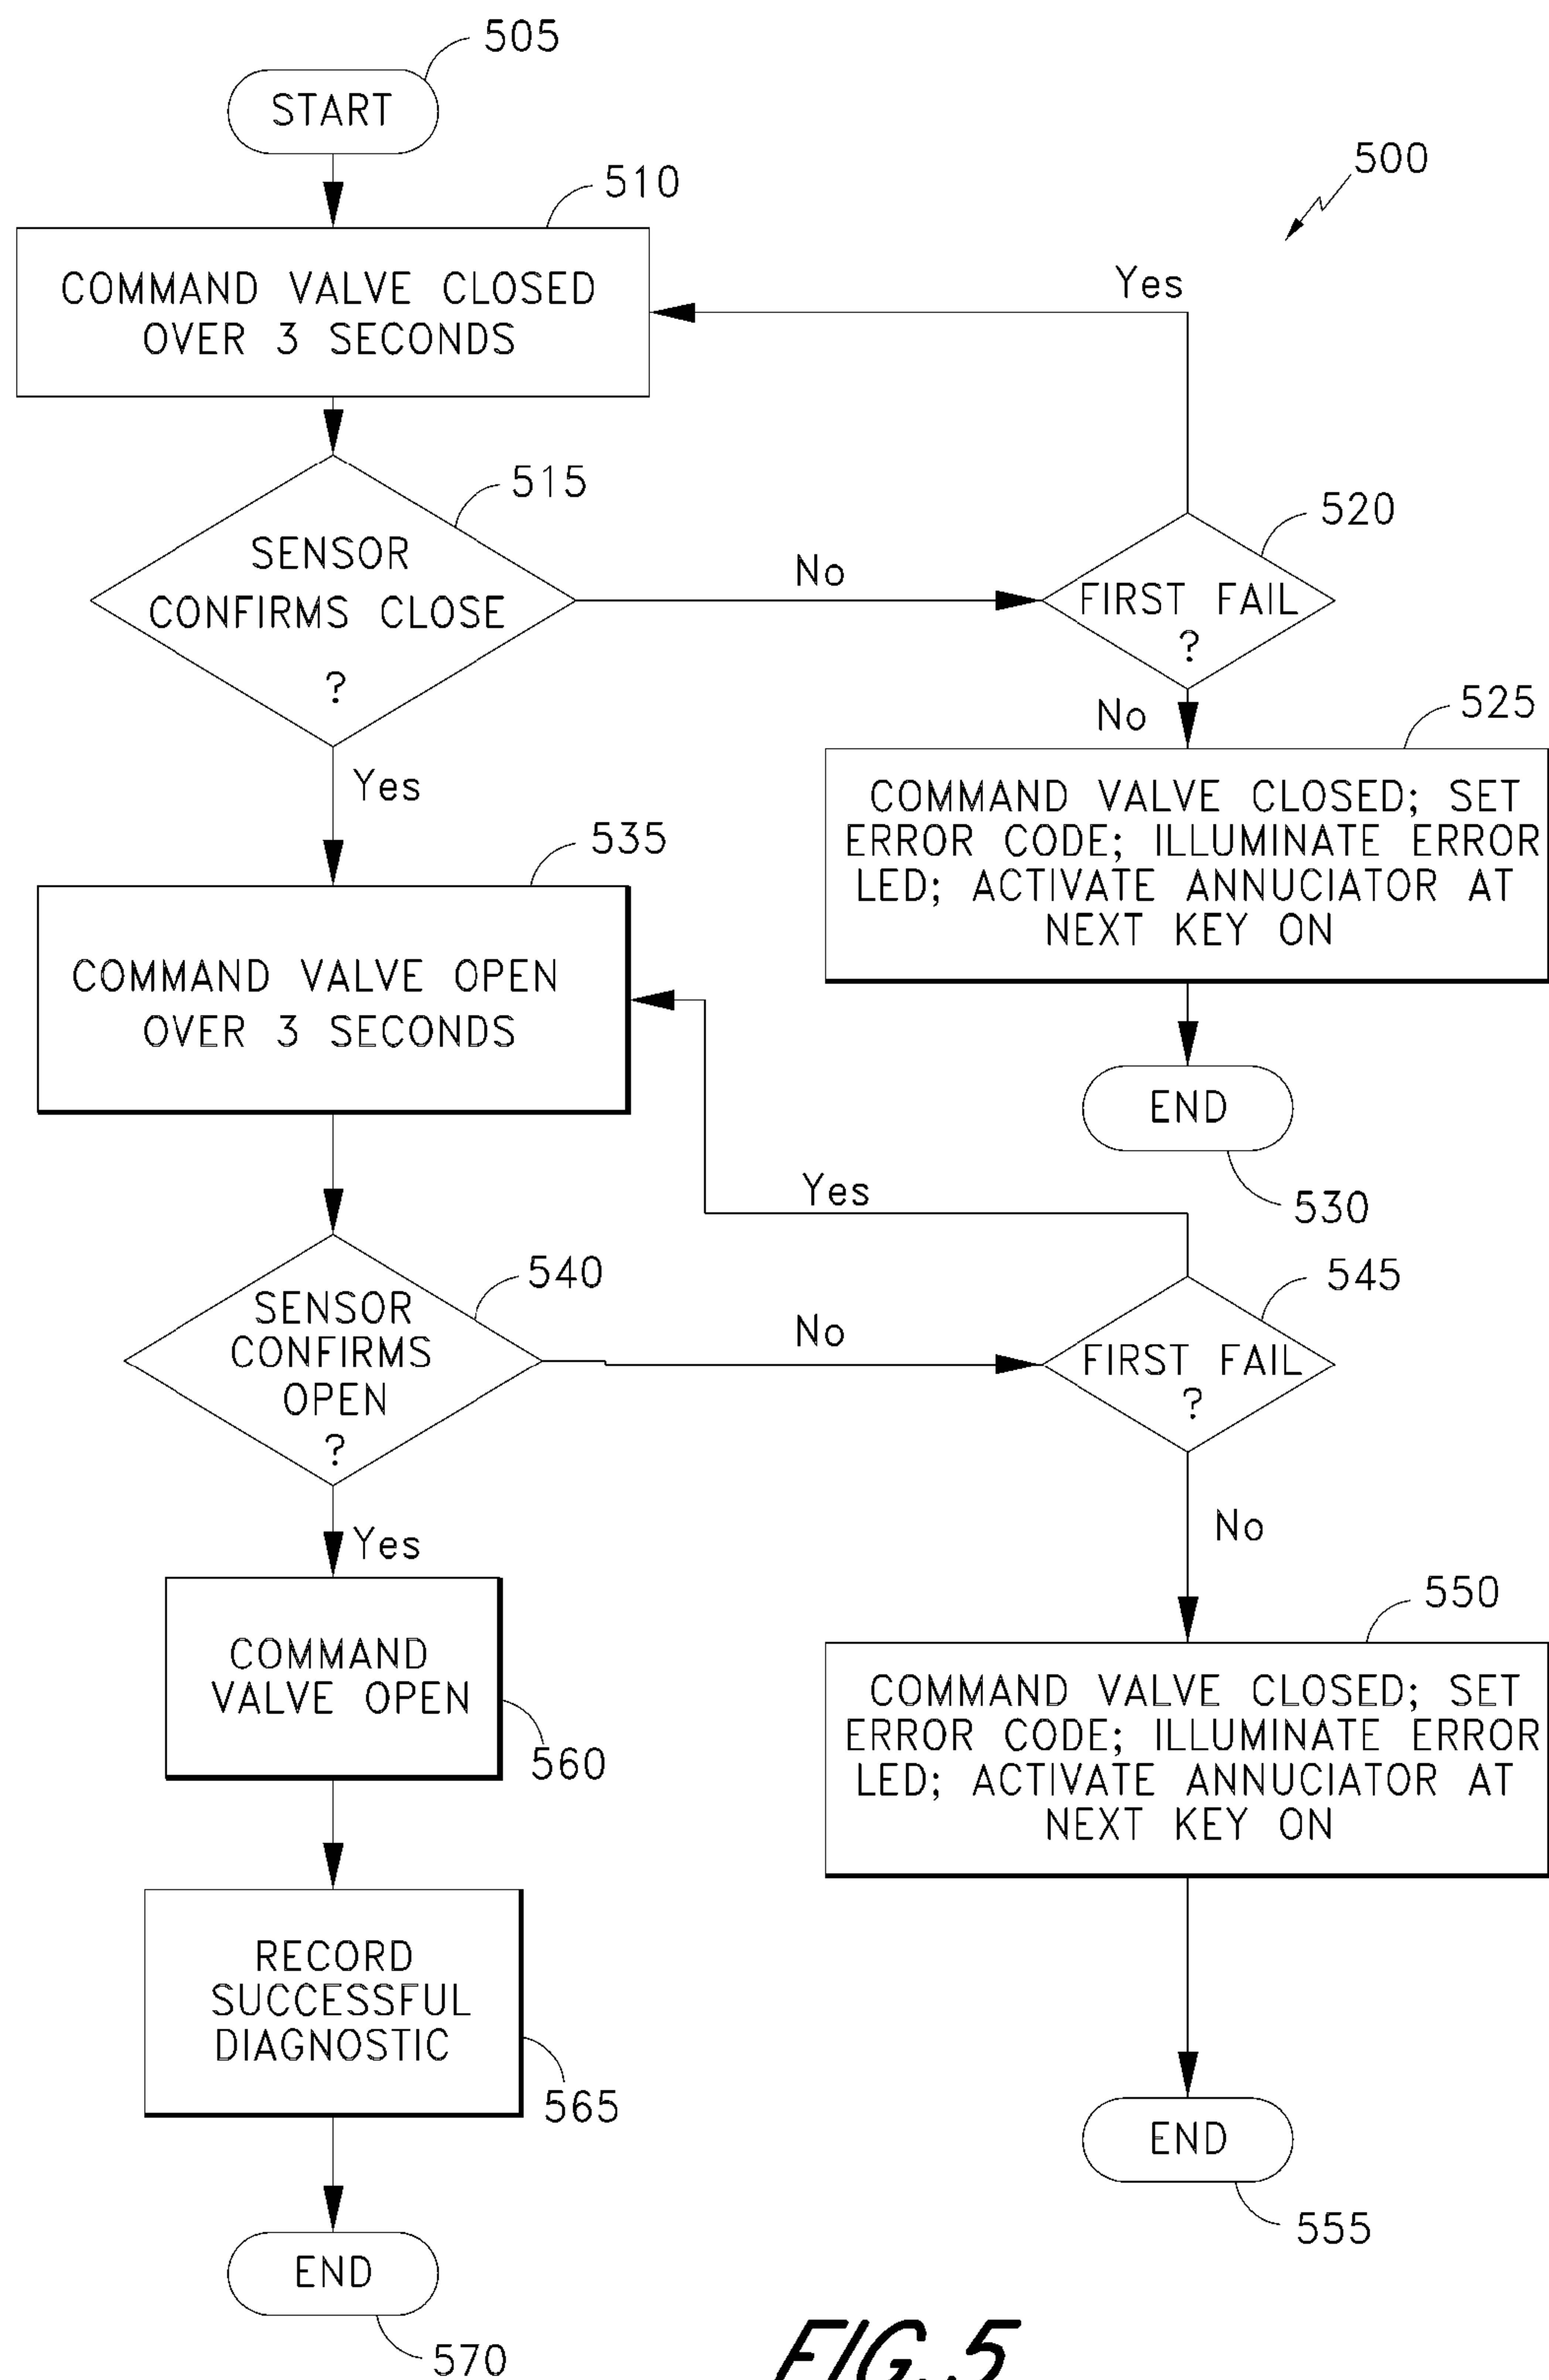 505
START
500
510
COMMAND VALVE CLOSED
OVER 3 SECONDS
Yes
515
SENSOR
CONFIRMS CLOSE
?
No
520
FIRST FAIL
?
No
525
COMMAND VALVE CLOSED; SET
ERROR CODE; ILLUMINATE ERROR
LED; ACTIVATE ANNUCIATOR AT
NEXT KEY ON
Yes
535
COMMAND VALVE OPEN
OVER 3 SECONDS
END
530
Yes
540
SENSOR
CONFIRMS
OPEN
?
No
545
FIRST FAIL
?
Yes
No
550
COMMAND VALVE CLOSED; SET
ERROR CODE; ILLUMINATE ERROR
LED; ACTIVATE ANNUCIATOR AT
NEXT KEY ON
COMMAND
VALVE OPEN
560
RECORD
SUCCESSFUL
DIAGNOSTIC
565
END
555
END
570
FIG. 5